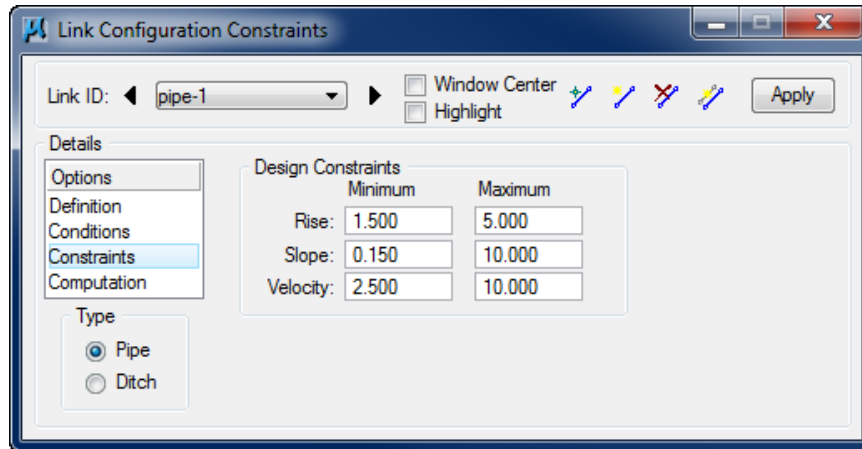 Link Configuration Constraints
Link ID: pipe-1 Window Center Apply
Highlight
Details
Options
Definition
Conditions
Constraints
Computation
Type
Pipe
Ditch
Design Constraints
Minimum Maximum
Rise: 1.500 5.000
Slope: 0.150 10.000
Velocity: 2.500 10.000